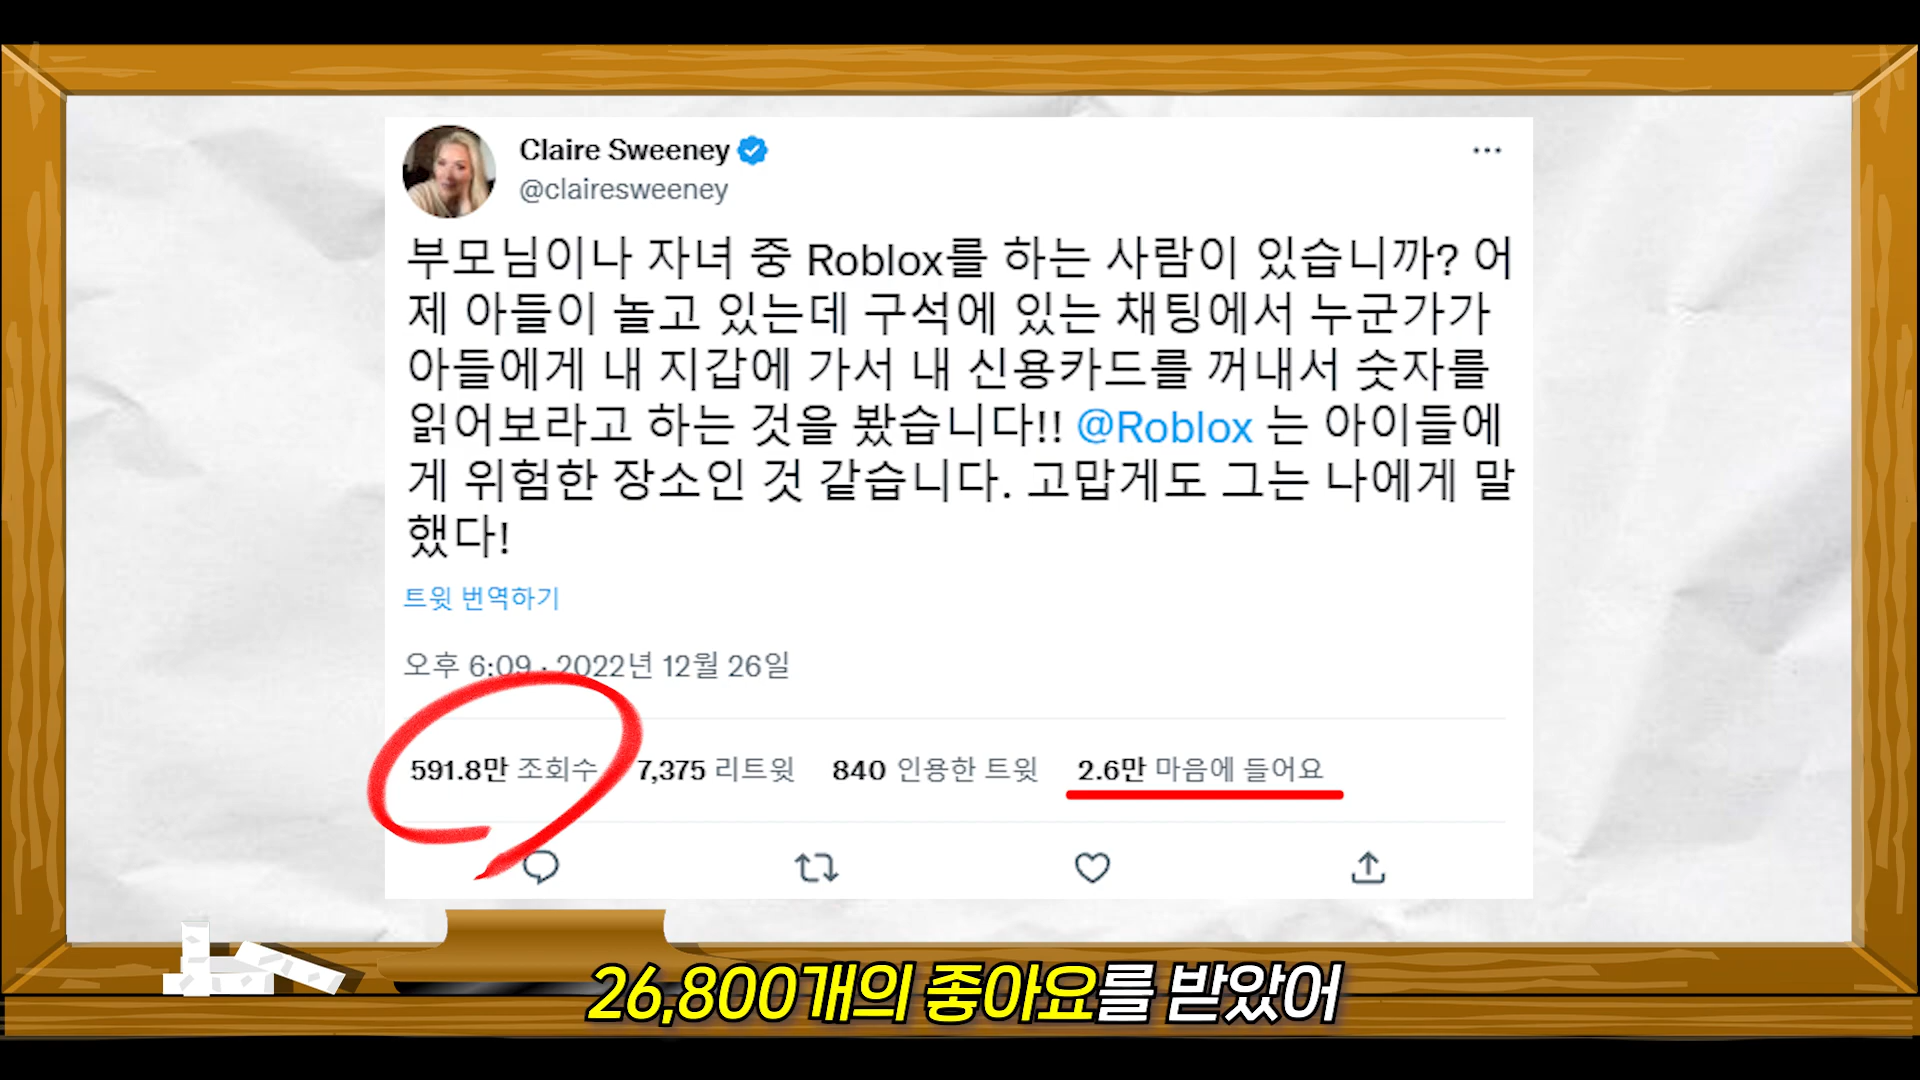 Claire Sweeney
@clairesweeney
부모님이나 자녀 중 Roblox를 하는 사람이 있습니까? 어
제 아들이 놀고 있는데 구석에 있는 채팅에서 누군가가
아들에게 내 지갑에 가서 내 신용카드를 꺼내서 숫자를
읽어보라고 하는 것을 봤습니다!! @Roblox 는 아이들에
게 위험한 장소인 것 같습니다. 고맙게도 그는 나에게 말
했다!
트윗 번역하기
오후 6:09 · 2022년 12월 26일
591.8만 조회수 7,375 리트윗 840 인용한 트윗 2.6만 마음에 들어요
26,800개의 좋아요를 받았어